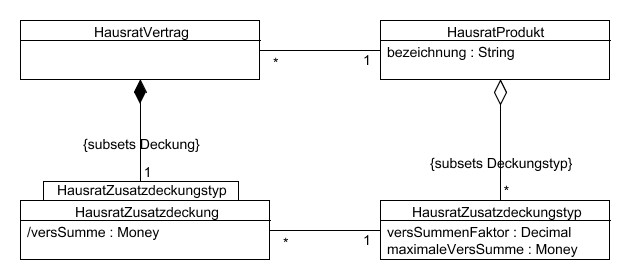 HausratVertrag
HausratProdukt
bezeichnung : String
*
1
{subsets Deckung}
{subsets Deckungstyp}
1
*
HausratZusatzdeckungstyp
HausratZusatzdeckung
/versSumme : Money
HausratZusatzdeckungstyp
versSummenFaktor : Decimal
maximaleVersSumme : Money
*
1